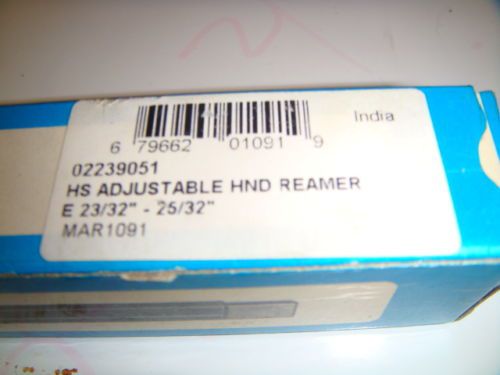 India
6 79662 01091 9
02239051
HS ADJUSTABLE HND REAMER
E 23/32" - 25/32"
MAR1091